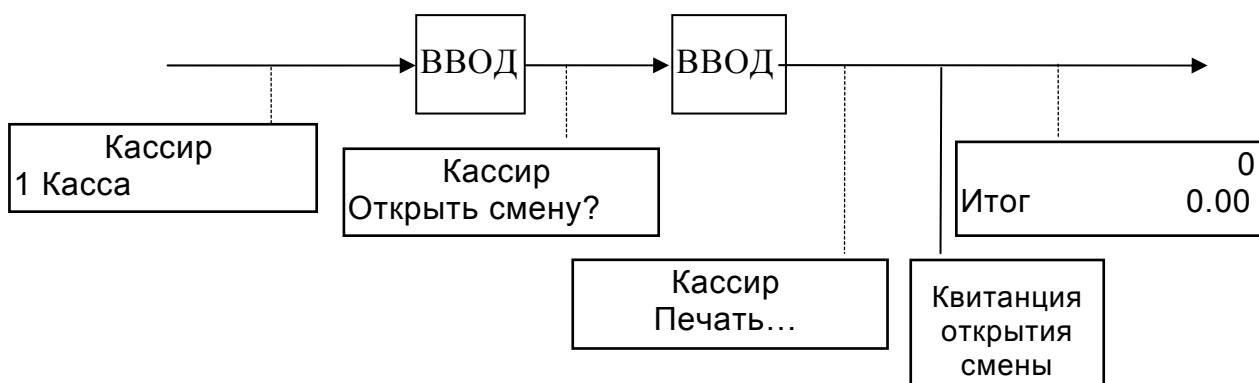 ВВОД
ВВОД
Кассир
1 Касса
Кассир
Открыть смену?
0
Итог 0.00
Кассир
Печать…
Квитанция
открытия
смены